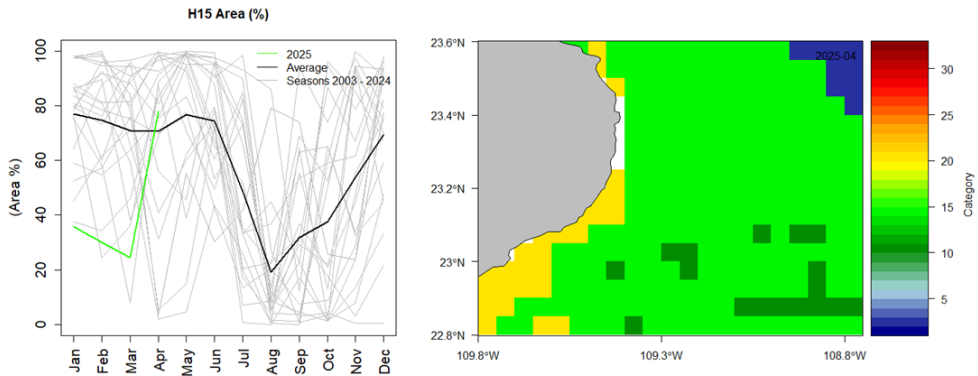 H15 Area (%)
(Area %)
100
80
60
40
20
0
2025
Average
Seasons 2003 - 2024
Jan
Feb
Mar
Apr
May
Jun
Jul
Aug
Sep
Oct
Nov
Dec
23.6°N
23.4°N
23.2°N
23°N
22.8°N
109.8°W
109.3°W
108.8°W
2025-04
30
25
20
15
10
5
Category